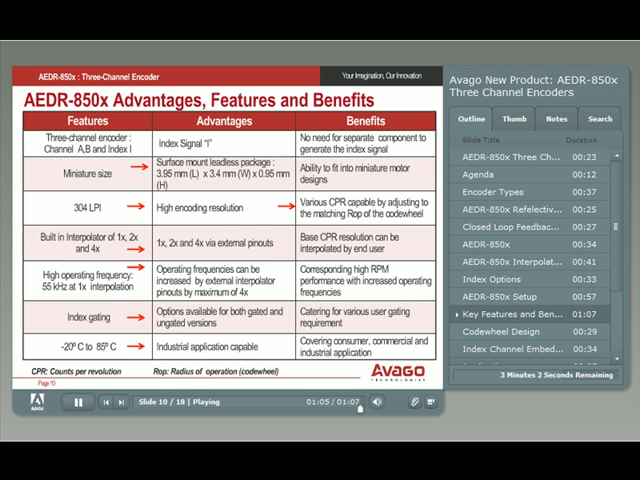 AEDR-850x : Three-Channel Encoder
Your Imagination, Our Innovation
AEDR-850x Advantages, Features and Benefits
Features
Advantages
Benefits
Three-channel encoder :
Channel A,B and Index I
Index Signal "I"
No need for separate component to
generate the index signal
Miniature size
Surface mount leadless package :
3.95 mm (L) x 3.4 mm (W) x 0.95 mm
(H)
Ability to fit into miniature motor
designs
304 LPI
High encoding resolution
Various CPR capable by adjusting to
the matching Rop of the codewheel
Built in Interpolator of 1x, 2x
and 4x
1x, 2x and 4x via external pinouts
Base CPR resolution can be
interpolated by end user
High operating frequency:
55 kHz at 1x interpolation
Operating frequencies can be
increased by external interpolator
pinouts by maximum of 4x
Corresponding high RPM
performance with increased operating
frequencies
Index gating
Options available for both gated and
ungated versions
Catering for various user gating
requirement
-20º C to 85º C
Industrial application capable
Covering consumer, commercial and
industrial application
CPR: Counts per revolution
Rop: Radius of operation (codewheel)
Page 10
AVAGO
TECHNOLOGIES
Adobe
Slide 10 / 18 | Playing
01:05 / 01:07
Avago New Product: AEDR-850x
Three Channel Encoders
Outline
Thumb
Notes
Search
Slide Title
Duration
AEDR-850x Three Ch... 00:23
Agenda 00:12
Encoder Types 00:37
AEDR-850x Refelectiv... 00:25
Closed Loop Feedbac... 00:27
AEDR-850x 00:34
AEDR-850x Interpolat... 00:41
Index Options 00:33
AEDR-850x Setup 00:57
Key Features and Ben... 01:07
Codewheel Design 00:29
Index Channel Embed... 00:34
3 Minutes 2 Seconds Remaining